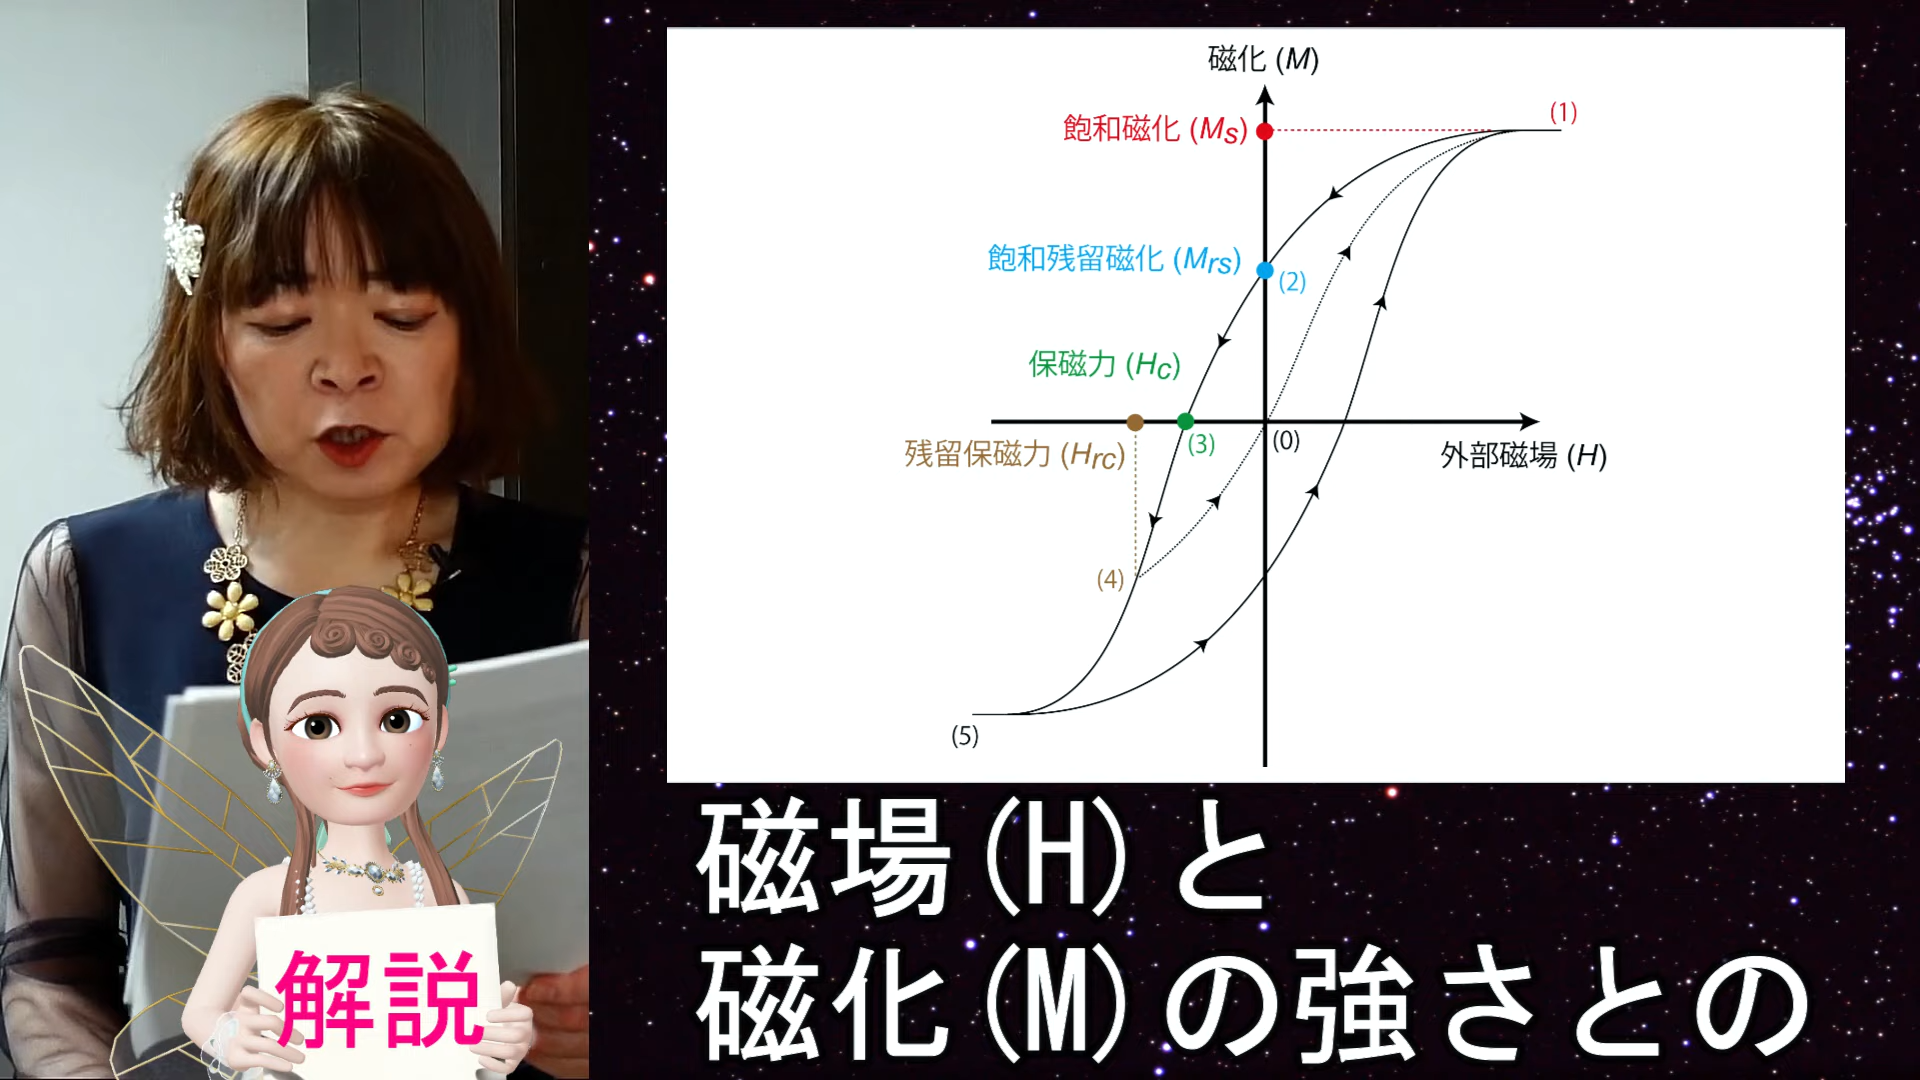 磁化 (M)
(1)
飽和磁化 (Ms)
飽和残留磁化 (Mrs)
(2)
保磁力 (Hc)
(3)
(0)
残留保磁力 (Hrc)
外部磁場 (H)
(4)
(5)
磁場(H)と
磁化(M)の強さとの
解説